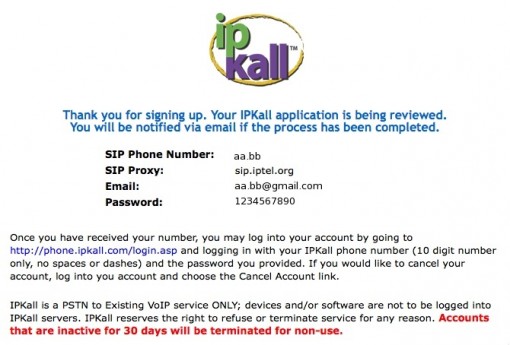 ip
kall™
Thank you for signing up. Your IPKall application is being reviewed.
You will be notified via email if the process has been completed.
SIP Phone Number: aa.bb
SIP Proxy: sip.iptel.org
Email: aa.bb@gmail.com
Password: 1234567890
Once you have received your number, you may log into your account by going to
http://phone.ipkall.com/login.asp and logging in with your IPKall phone number (10 digit number
only, no spaces or dashes) and the password you provided. If you would like to cancel your
account, log into you account and choose the Cancel Account link.
IPKall is a PSTN to Existing VoIP service ONLY; devices and/or software are not to be logged into
IPKall servers. IPKall reserves the right to refuse or terminate service for any reason. Accounts
that are inactive for 30 days will be terminated for non-use.